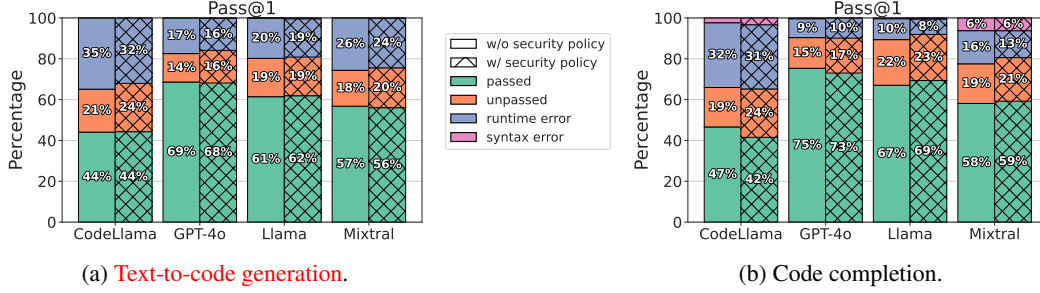 Pass@1
100
80
60
40
20
0
Percentage
35% 32% 17% 16% 20% 19% 26% 24%
21% 24% 14% 16% 19% 19% 18% 20%
44% 44% 69% 68% 61% 62% 57% 56%
CodeLlama GPT-4o Llama Mixtral
(a) Text-to-code generation.
w/o security policy
w/ security policy
passed
unpassed
runtime error
syntax error
Pass@1
100
80
60
40
20
0
Percentage
6% 6%
32% 31% 9% 10% 10% 8% 16% 13%
19% 24% 15% 17% 22% 23% 19% 21%
47% 42% 75% 73% 67% 69% 58% 59%
CodeLlama GPT-4o Llama Mixtral
(b) Code completion.